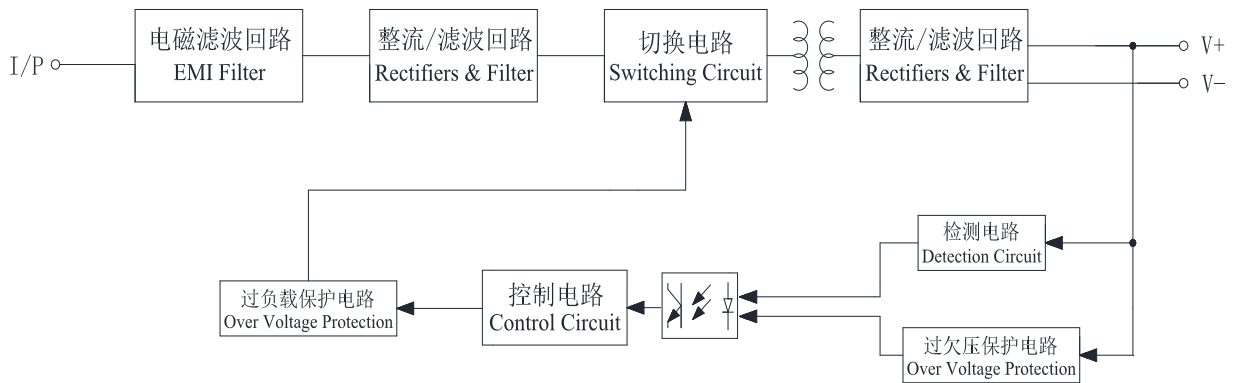 I/P
电磁滤波回路
EMI Filter
整流/滤波回路
Rectifiers & Filter
切换电路
Switching Circuit
整流/滤波回路
Rectifiers & Filter
V+
V-
检测电路
Detection Circuit
过负载保护电路
Over Voltage Protection
控制电路
Control Circuit
过欠压保护电路
Over Voltage Protection